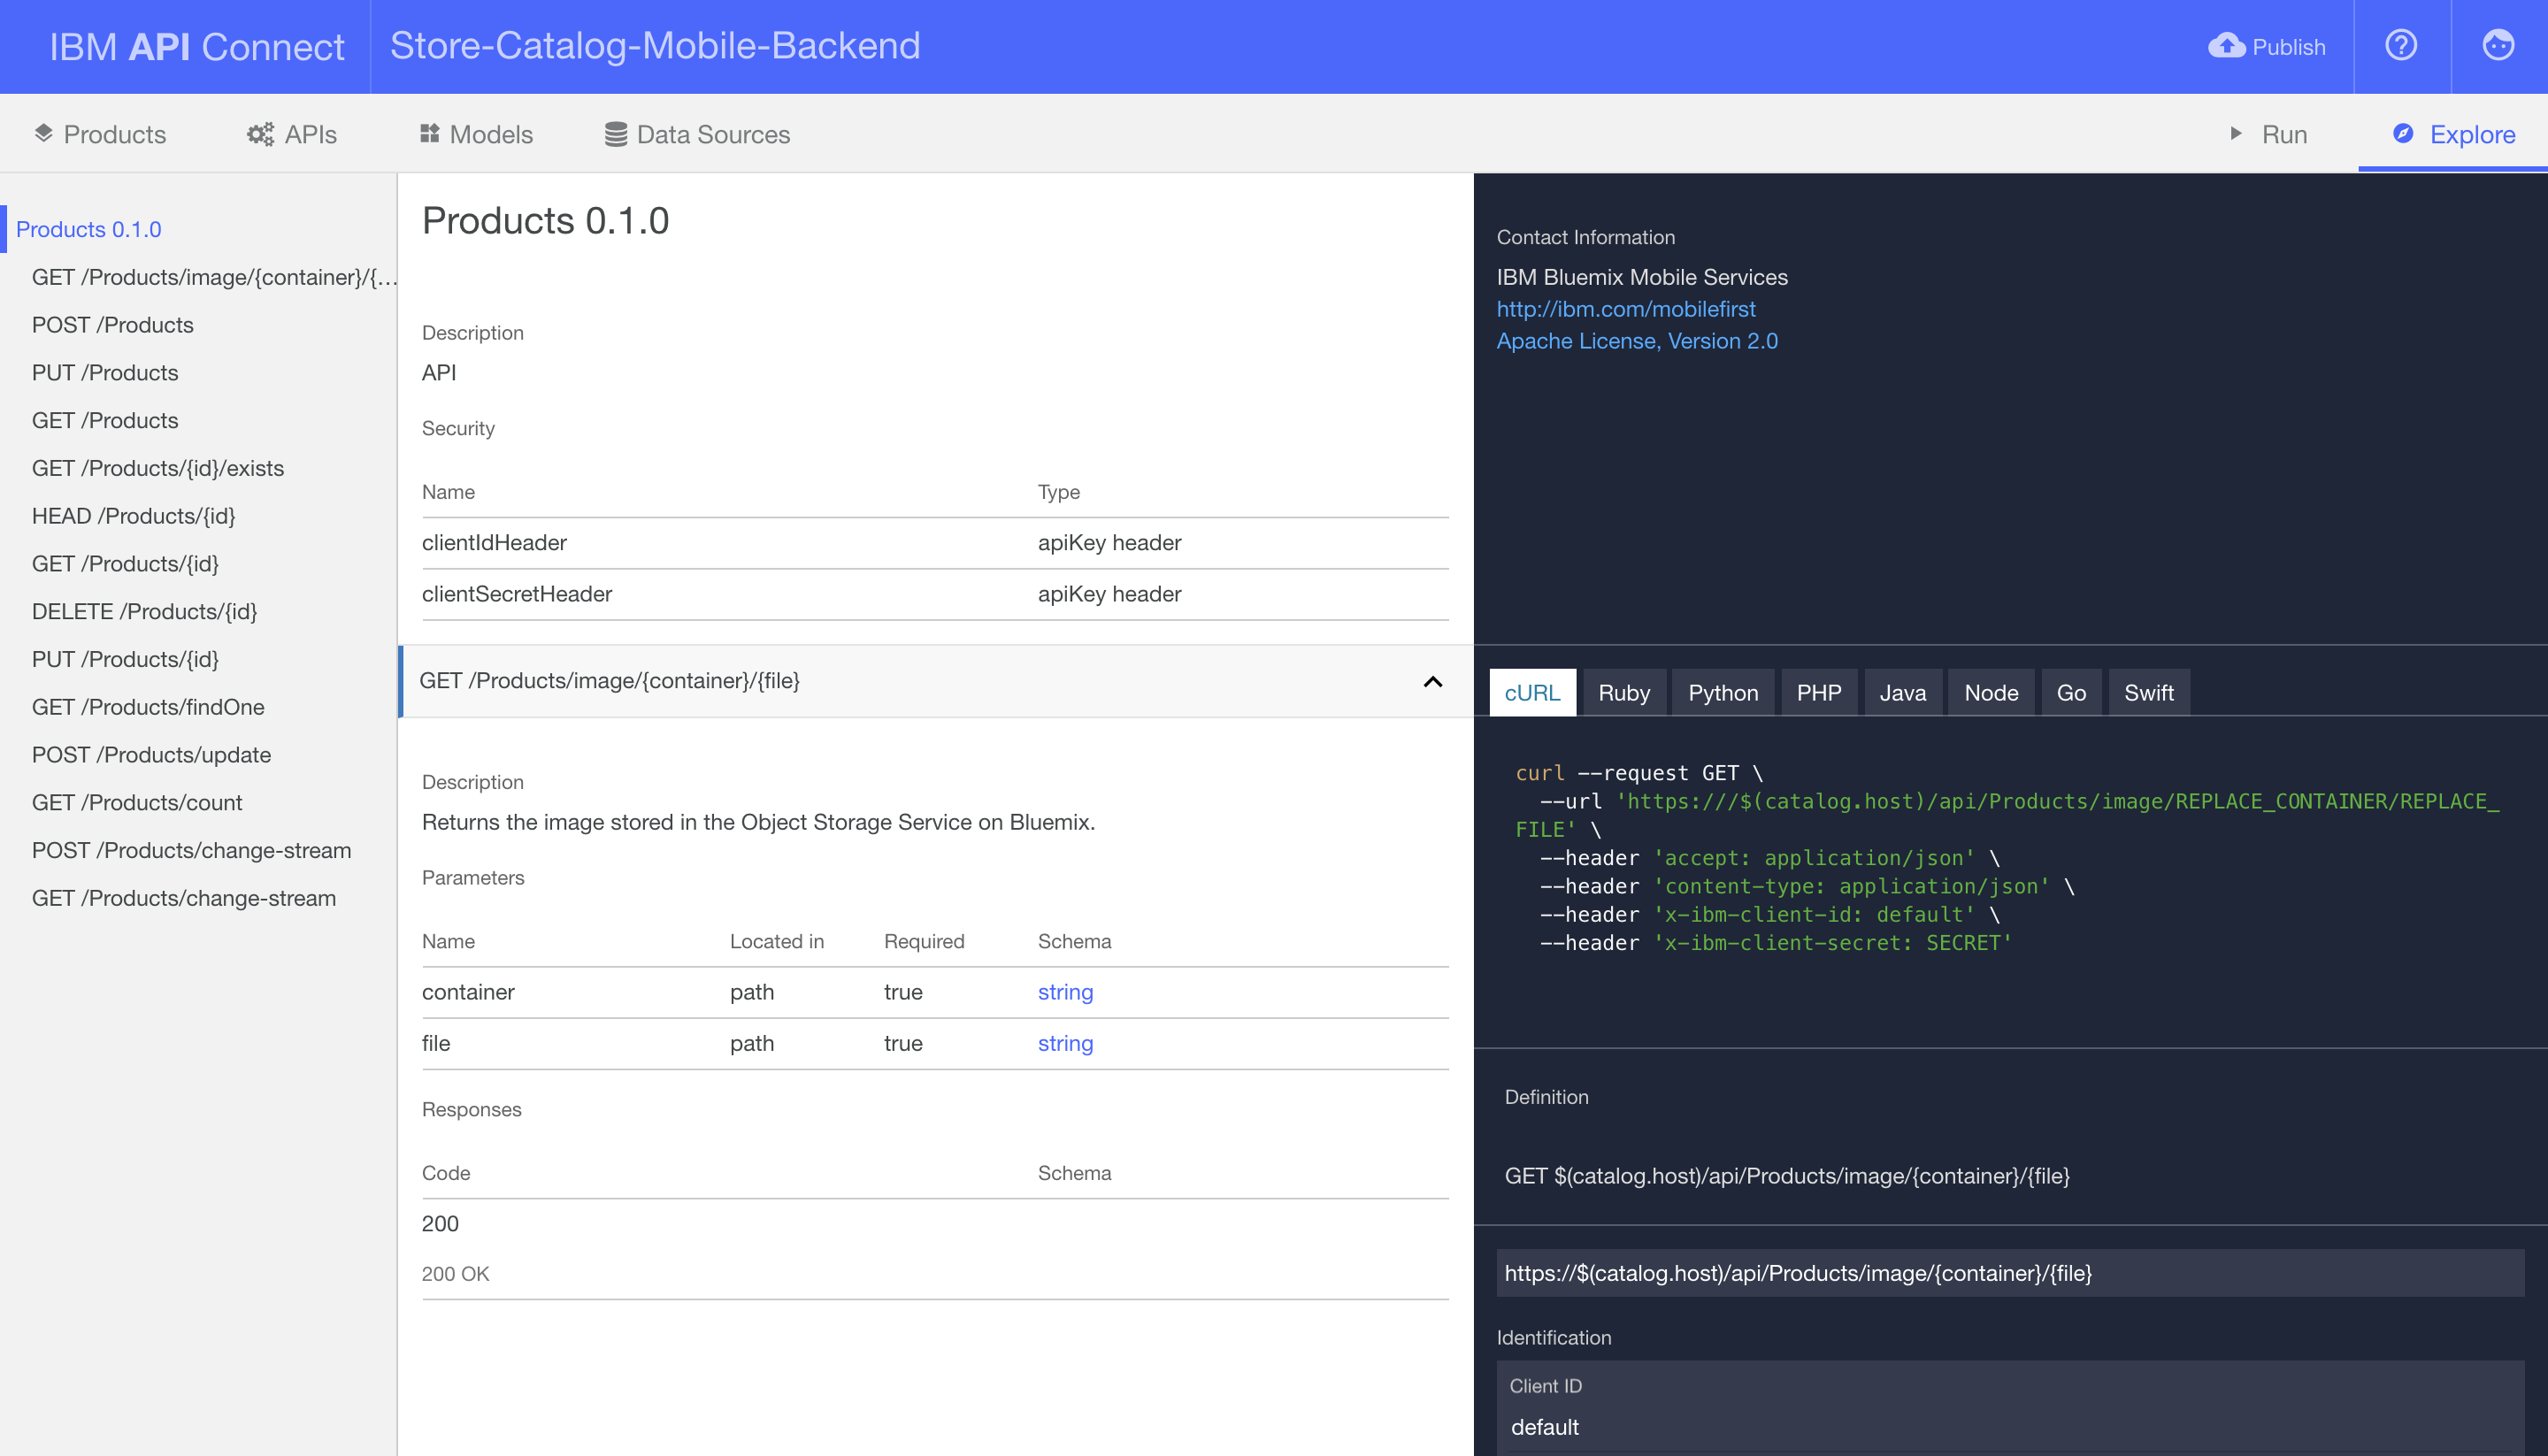 IBM API Connect
Store-Catalog-Mobile-Backend
Publish
Products
APIs
Models
Data Sources
Run
Explore
Products 0.1.0
GET /Products/image/{container}/{...
POST /Products
PUT /Products
GET /Products
GET /Products/{id}/exists
HEAD /Products/{id}
GET /Products/{id}
DELETE /Products/{id}
PUT /Products/{id}
GET /Products/findOne
POST /Products/update
GET /Products/count
POST /Products/change-stream
GET /Products/change-stream
Products 0.1.0
Description
API
Security
Name Type
clientIdHeader apiKey header
clientSecretHeader apiKey header
GET /Products/image/{container}/{file}
Description
Returns the image stored in the Object Storage Service on Bluemix.
Parameters
Name Located in Required Schema
container path true string
file path true string
Responses
Code Schema
200
200 OK
Contact Information
IBM Bluemix Mobile Services
http://ibm.com/mobilefirst
Apache License, Version 2.0
cURL Ruby Python PHP Java Node Go Swift
curl --request GET \
--url 'https:///$(catalog.host)/api/Products/image/REPLACE_CONTAINER/REPLACE_
FILE' \
--header 'accept: application/json' \
--header 'content-type: application/json' \
--header 'x-ibm-client-id: default' \
--header 'x-ibm-client-secret: SECRET'
Definition
GET $(catalog.host)/api/Products/image/{container}/{file}
https://$(catalog.host)/api/Products/image/{container}/{file}
Identification
Client ID
default